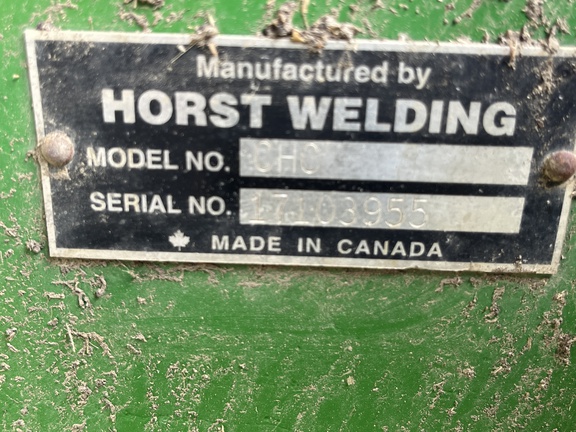 Manufactured by
HORST WELDING
MODEL NO. CHC
SERIAL NO. 17103955
MADE IN CANADA